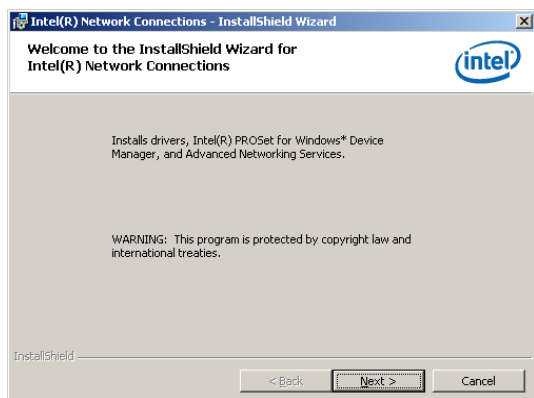 Intel(R) Network Connections - InstallShield Wizard
Welcome to the InstallShield Wizard for
Intel(R) Network Connections
intel
Installs drivers, Intel(R) PROSet for Windows* Device
Manager, and Advanced Networking Services.
WARNING: This program is protected by copyright law and
international treaties.
InstallShield
< Back
Next >
Cancel